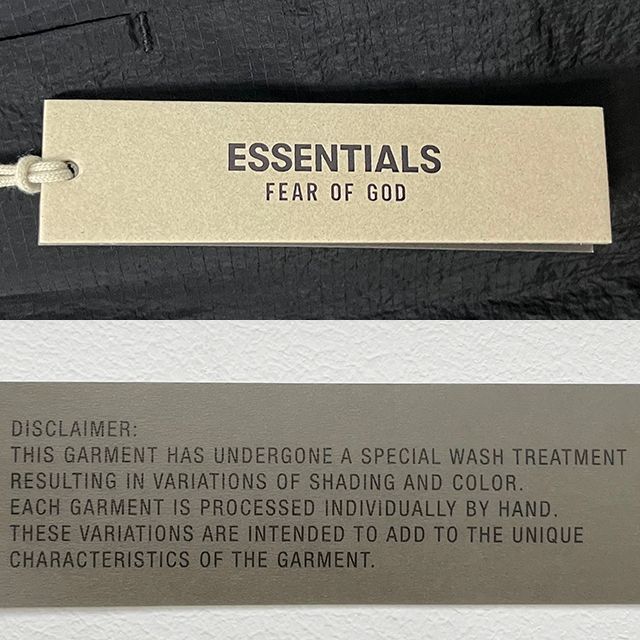 ESSENTIALS
FEAR OF GOD
DISCLAIMER:
THIS GARMENT HAS UNDERGONE A SPECIAL WASH TREATMENT
RESULTING IN VARIATIONS OF SHADING AND COLOR.
EACH GARMENT IS PROCESSED INDIVIDUALLY BY HAND.
THESE VARIATIONS ARE INTENDED TO ADD TO THE UNIQUE
CHARACTERISTICS OF THE GARMENT.